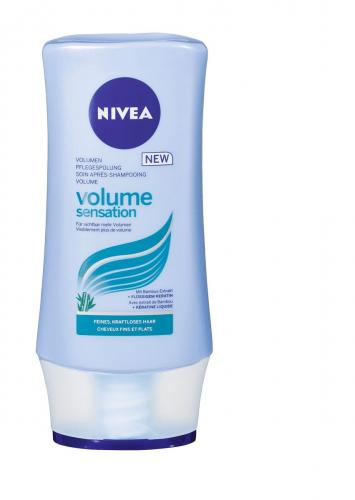 NIVEA
NEW
VOLUMEN
PFLEGESPÜLUNG
SOIN APRÈS-SHAMPOOING
VOLUME
volume
sensation
Für sichtbar mehr Volumen
Visiblement plus de volume
Mit Bambus-Extrakt
+ FLÜSSIGEM KERATIN
Avec extrait de Bambou
+ KÉRATINE LIQUIDE
FEINES, KRAFTLOSES HAAR
CHEVEUX FINS ET PLATS